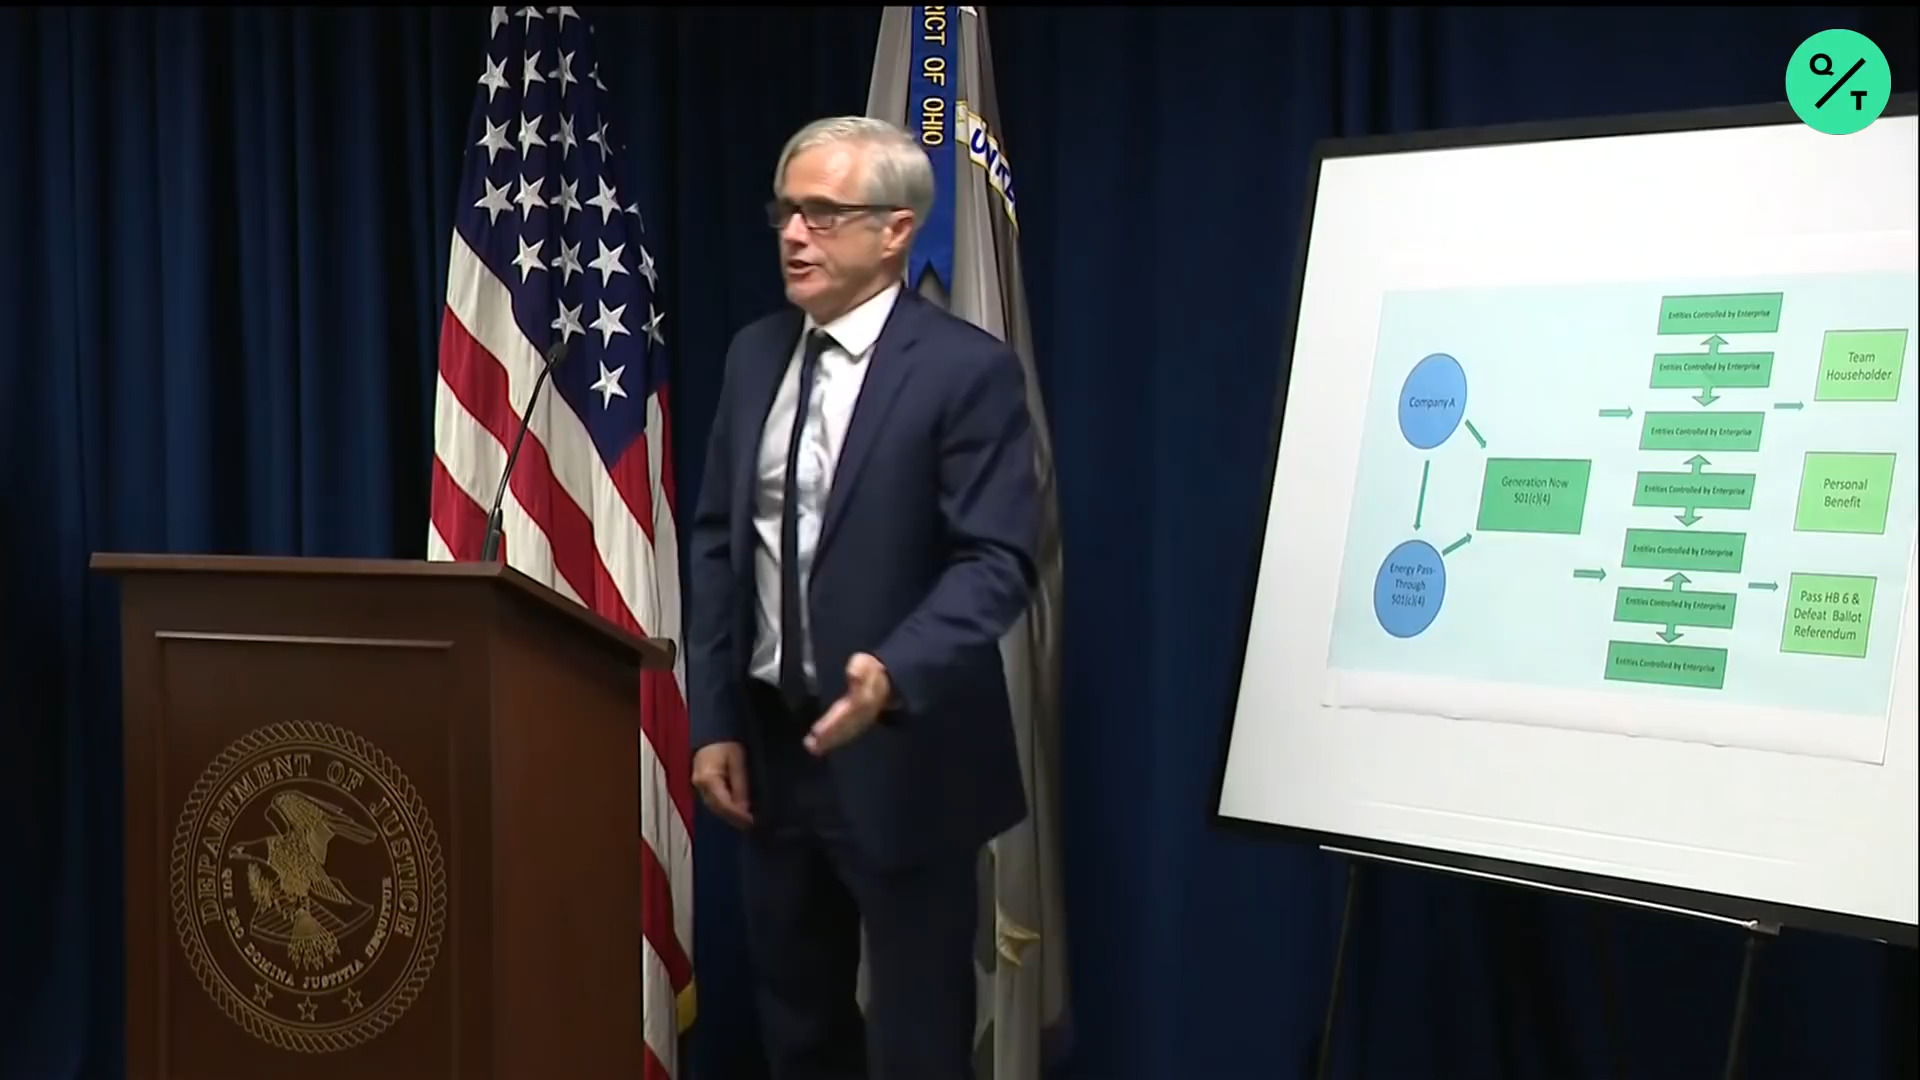 RICT OF OHIO
UNITE
Q/T
Entities Controlled by Enterprise
Entities Controlled by Enterprise
Entities Controlled by Enterprise
Entities Controlled by Enterprise
Entities Controlled by Enterprise
Entities Controlled by Enterprise
Entities Controlled by Enterprise
Company A
Energy Pass-
Through
501(c)(4)
Generation Now
501(c)(4)
Team
Householder
Personal
Benefit
Pass HB 6 &
Defeat Ballot
Referendum
DEPARTMENT OF JUSTICE
QUI PRO DOMINA JUSTITIA SEQUITUR